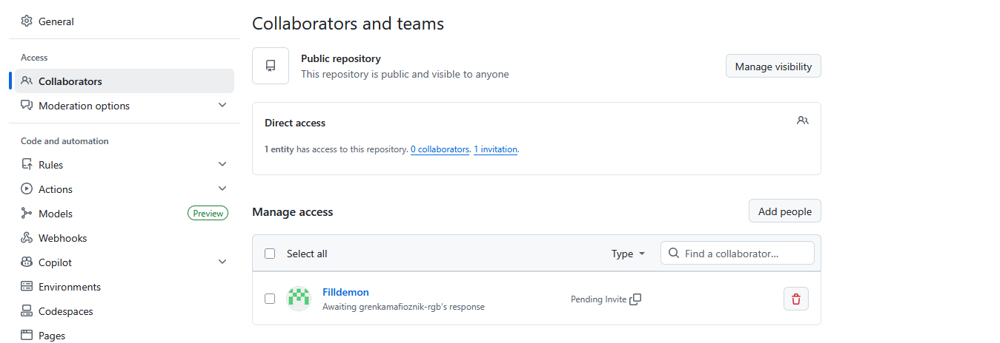 General
Access
Collaborators
Moderation options
Code and automation
Rules
Actions
Models Preview
Webhooks
Copilot
Environments
Codespaces
Pages
Collaborators and teams
Public repository
This repository is public and visible to anyone
Manage visibility
Direct access
1 entity has access to this repository. 0 collaborators. 1 invitation.
Manage access
Add people
Select all
Type
Find a collaborator...
Filldemon
Awaiting grenkamafioznik-rgb's response
Pending Invite